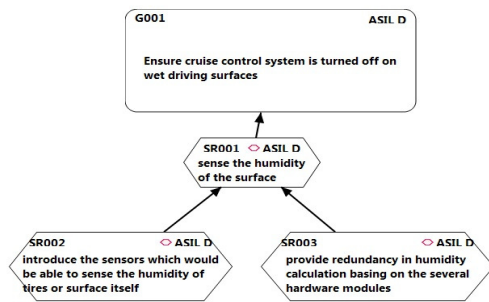 G001 ASIL D
Ensure cruise control system is turned off on
wet driving surfaces
SR001 ASIL D
sense the humidity
of the surface
SR002 ASIL D
introduce the sensors which would
be able to sense the humidity of
tires or surface itself
SR003 ASIL D
provide redundancy in humidity
calculation basing on the several
hardware modules